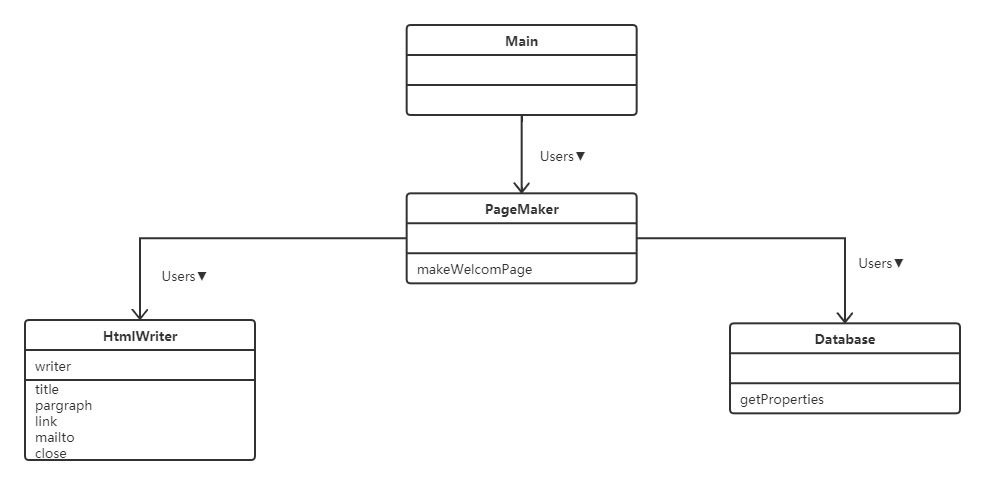 Main
Users▼
PageMaker
makeWelcomPage
Users▼
Users▼
HtmlWriter
writer
title
pargraph
link
mailto
close
Database
getProperties